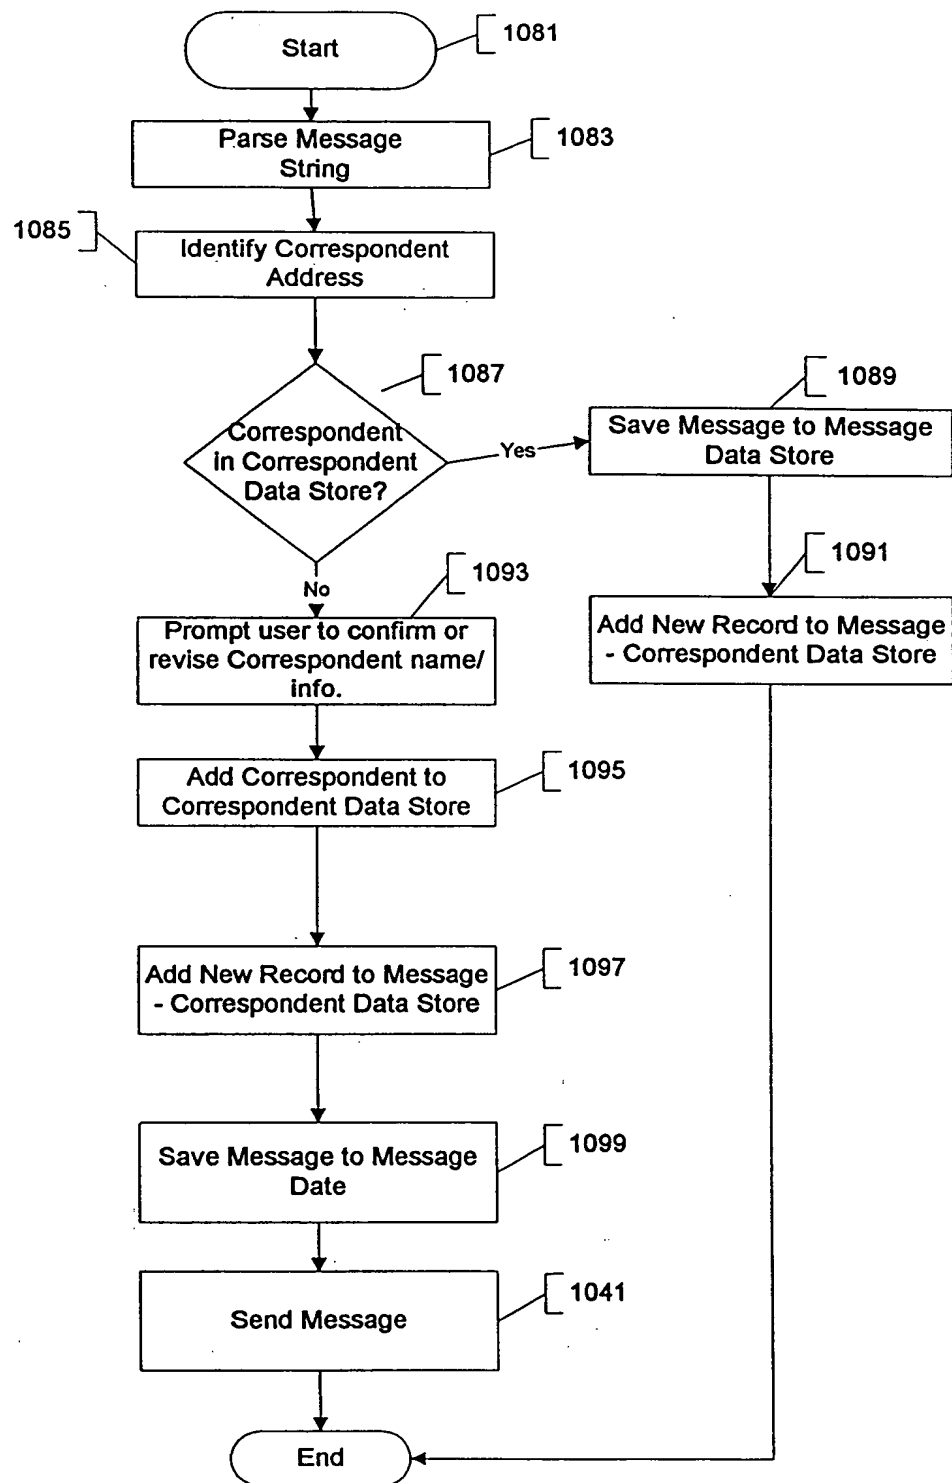 Start
1081
Parse Message
String
1083
1085
Identify Correspondent
Address
1087
Correspondent
in Correspondent
Data Store?
Yes
1089
Save Message to Message
Data Store
1091
Add New Record to Message
- Correspondent Data Store
No
1093
Prompt user to confirm or
revise Correspondent name/
info.
Add Correspondent to
Correspondent Data Store
1095
Add New Record to Message
- Correspondent Data Store
1097
Save Message to Message
Date
1099
Send Message
1041
End